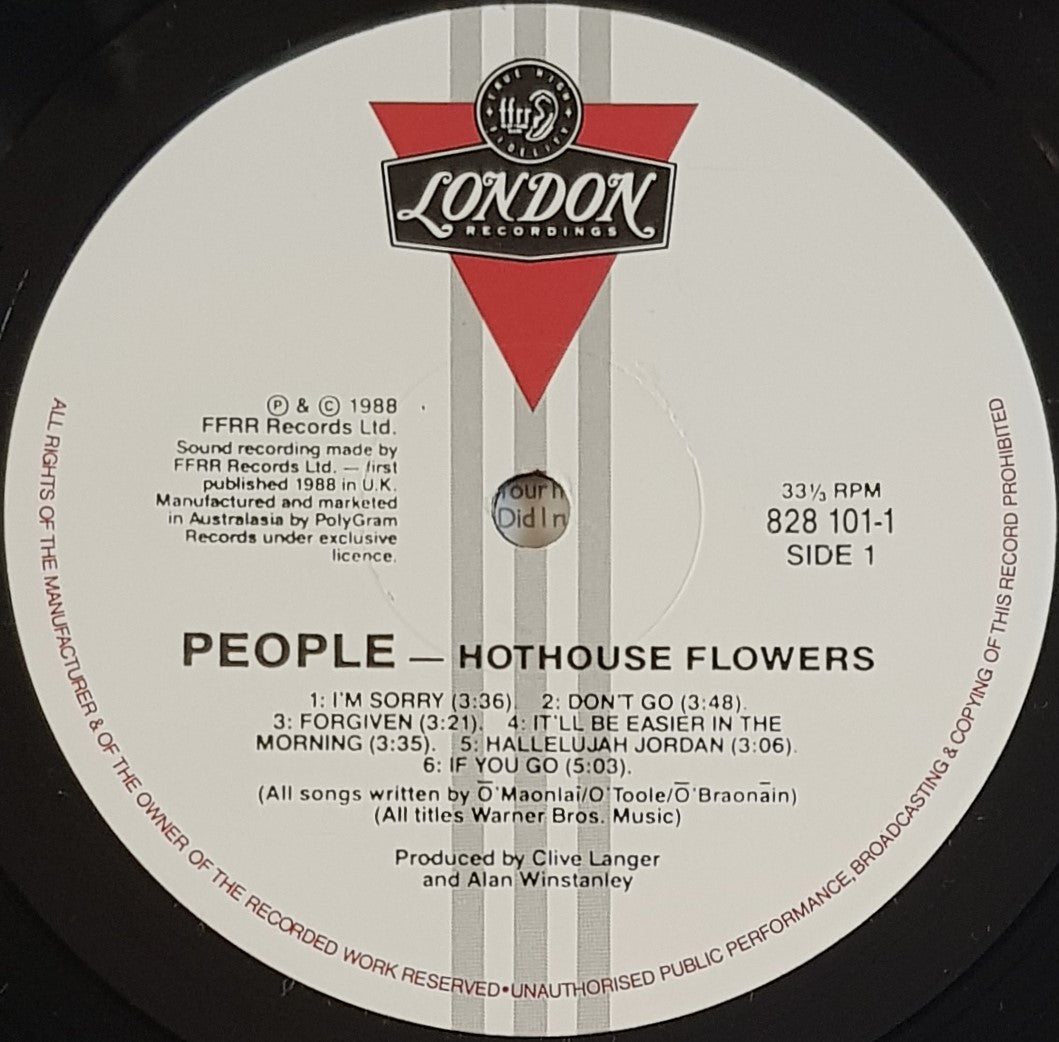 TRUE HIGH FIDELITY
ffrr
LONDON
RECORDINGS
Ⓟ & © 1988
FFRR Records Ltd.
Sound recording made by
FFRR Records Ltd. — first
published 1988 in U.K.
Manufactured and marketed
in Australasia by PolyGram
Records under exclusive
licence.
our
Did I n
33⅓ RPM
828 101-1
SIDE 1
PEOPLE — HOTHOUSE FLOWERS
1: I'M SORRY (3:36). 2: DON'T GO (3:48).
3: FORGIVEN (3:21). 4: IT'LL BE EASIER IN THE
MORNING (3:35). 5: HALLELUJAH JORDAN (3:06).
6: IF YOU GO (5:03).
(All songs written by Ō'Maonlai/O'Toole/Ō'Braonāin)
(All titles Warner Bros. Music)
Produced by Clive Langer
and Alan Winstanley
ALL RIGHTS OF THE MANUFACTURER & OF THE OWNER OF THE RECORDED WORK RESERVED•UNAUTHORISED PUBLIC PERFORMANCE, BROADCASTING & COPYING OF THIS RECORD PROHIBITED